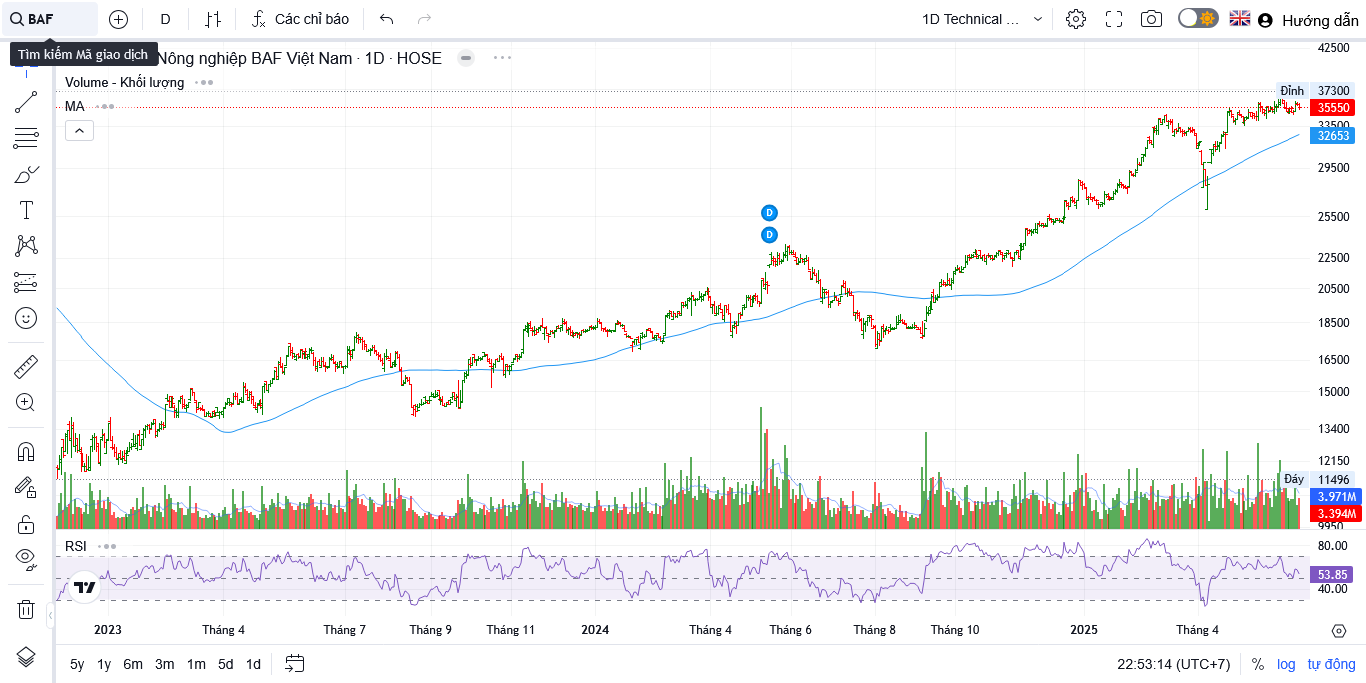 BAF
D
Các chỉ báo
1D Technical ...
Hướng dẫn
Tìm kiếm Mã giao dịch
Nông nghiệp BAF Việt Nam · 1D · HOSE
Volume - Khối lượng
MA
42500
Đỉnh 37300
35550
33500
32653
29500
25500
22500
20500
18500
16500
15000
13400
12150
Đáy 11496
3.971M
3.394M
9950
D
D
RSI
80.00
53.85
40.00
2023 Tháng 4 Tháng 7 Tháng 9 Tháng 11 2024 Tháng 4 Tháng 6 Tháng 8 Tháng 10 2025 Tháng 4
5y 1y 6m 3m 1m 5d 1d
22:53:14 (UTC+7) % log tự động